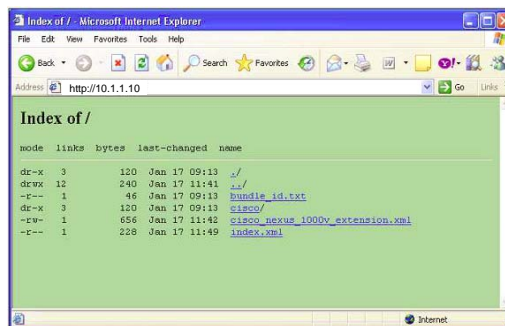 Index of / - Microsoft Internet Explorer
File Edit View Favorites Tools Help
Back Search Favorites
Address http://10.1.1.10 Go Links
Index of /
mode links bytes last-changed name
dr-x 3 120 Jan 17 09:13 ./
drwx 12 240 Jan 17 11:41 ../
-r-- 1 46 Jan 17 09:13 bundle_id.txt
dr-x 3 120 Jan 17 09:13 cisco/
-rw- 1 656 Jan 17 11:42 cisco_nexus_1000v_extension.xml
-r-- 1 228 Jan 17 11:49 index.xml
Internet